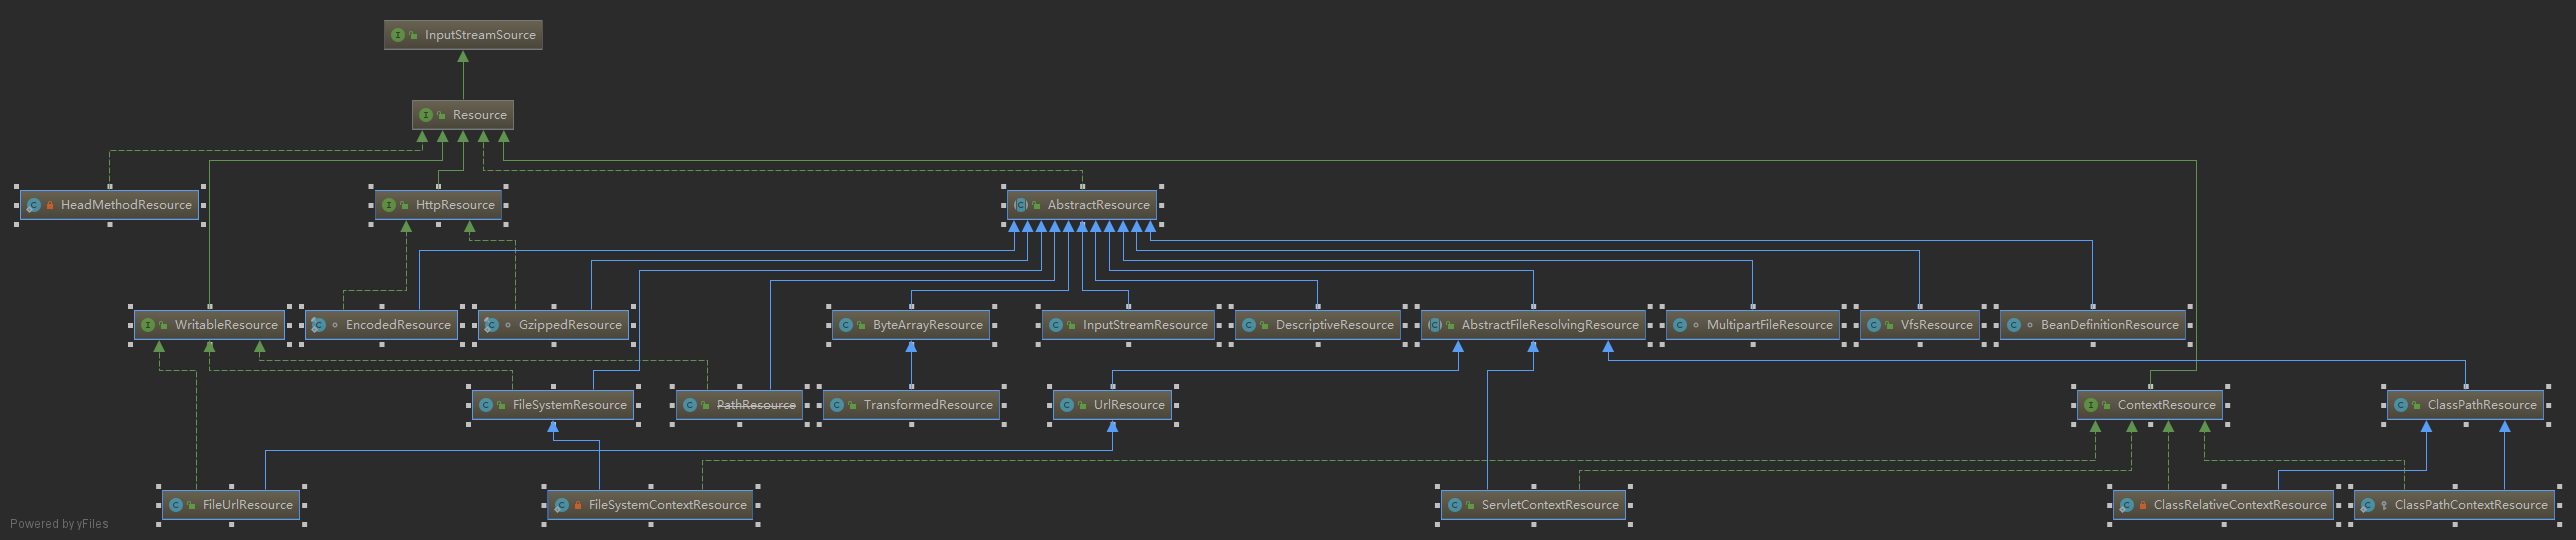 InputStreamSource
Resource
HeadMethodResource
HttpResource
AbstractResource
WritableResource
EncodedResource
GzippedResource
ByteArrayResource
InputStreamResource
DescriptiveResource
AbstractFileResolvingResource
MultipartFileResource
VfsResource
BeanDefinitionResource
FileSystemResource
PathResource
TransformedResource
UrlResource
ContextResource
ClassPathResource
FileUrlResource
FileSystemContextResource
ServletContextResource
ClassRelativeContextResource
ClassPathContextResource
Powered by yFiles